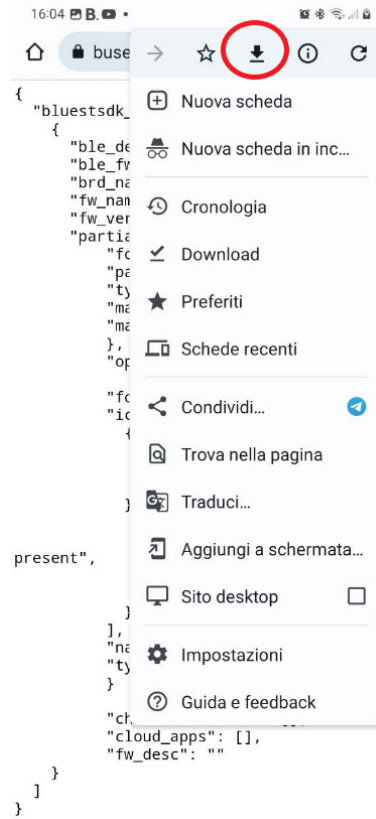 16:04 B.
buse
{
"bluestsdk_
{
"ble_de
"ble_fw
"brd_na
"fw_nam
"fw_ver
"partia
"fo
"pa
"ty
"ma
"ma
},
"op
"fo
"ic
{
}
present",
}
],
"na
"ty
}
"ch
"cloud_apps": [],
"fw_desc": ""
}
]
}
Nuova scheda
Nuova scheda in inc...
Cronologia
Download
Preferiti
Schede recenti
Condividi...
Trova nella pagina
Traduci...
Aggiungi a schermata...
Sito desktop
Impostazioni
Guida e feedback